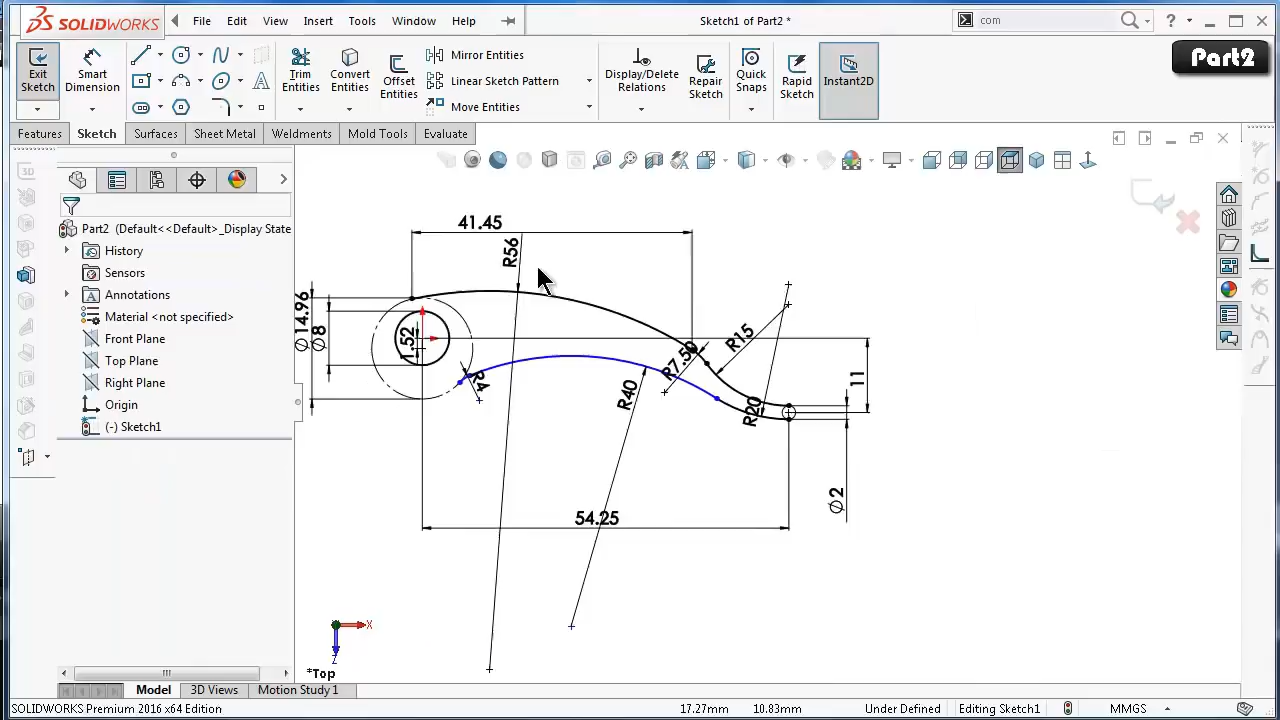 SOLIDWORKS
File Edit View Insert Tools Window Help
Sketch1 of Part2 *
com
Part2
Exit Sketch
Smart Dimension
Trim Entities
Convert Entities
Offset Entities
Mirror Entities
Linear Sketch Pattern
Move Entities
Display/Delete Relations
Repair Sketch
Quick Snaps
Rapid Sketch
Instant2D
Features Sketch Surfaces Sheet Metal Weldments Mold Tools Evaluate
Part2 (Default<<Default>_Display State
History
Sensors
Annotations
Material <not specified>
Front Plane
Top Plane
Right Plane
Origin
(-) Sketch1
41.45
R56
Ø14.96
Ø8
1.52
R4
R40
R7.50
R15
R20
11
Ø2
54.25
X
Z
*Top
Model 3D Views Motion Study 1
SOLIDWORKS Premium 2016 x64 Edition 17.27mm 10.83mm Under Defined Editing Sketch1 MMGS